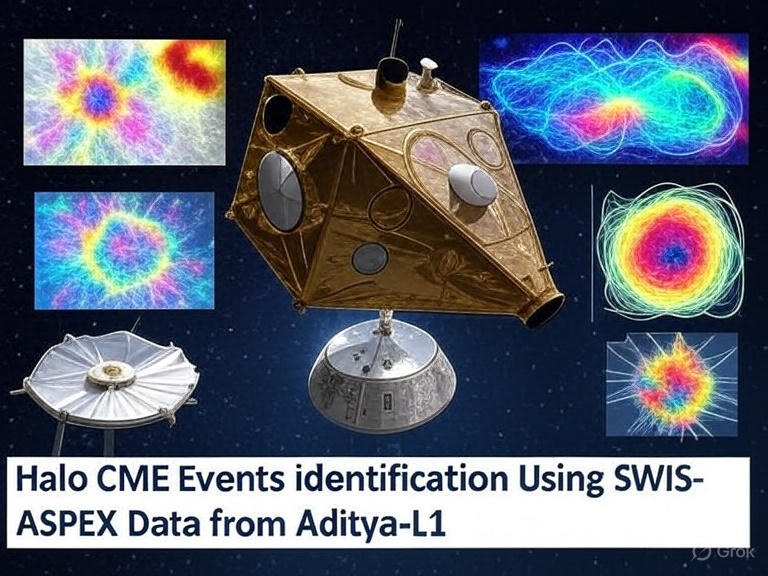 Halo CME Events identification Using SWIS-
ASPEX Data from Aditya-L1
Grok